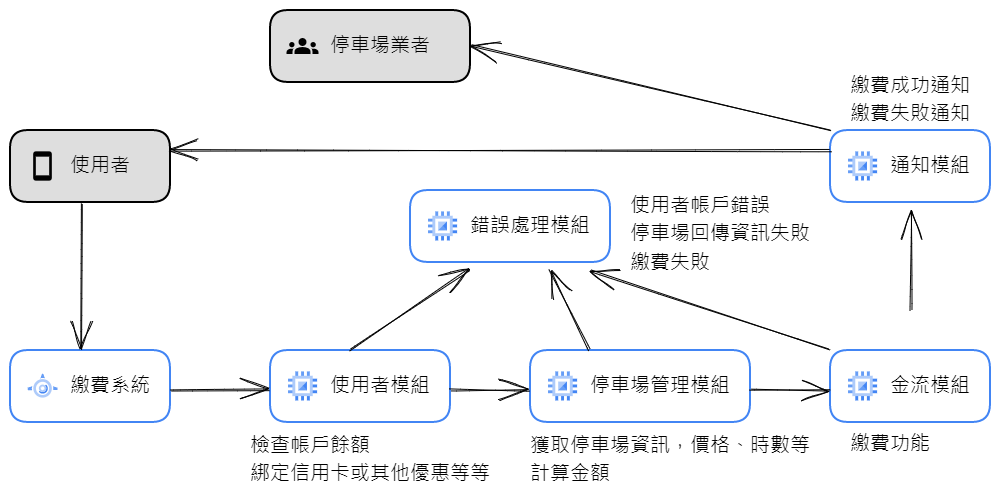 停車場業者
繳費成功通知
繳費失敗通知
使用者
通知模組
錯誤處理模組
使用者帳戶錯誤
停車場回傳資訊失敗
繳費失敗
繳費系統
使用者模組
停車場管理模組
金流模組
檢查帳戶餘額
綁定信用卡或其他優惠等等
獲取停車場資訊，價格、時數等
計算金額
繳費功能